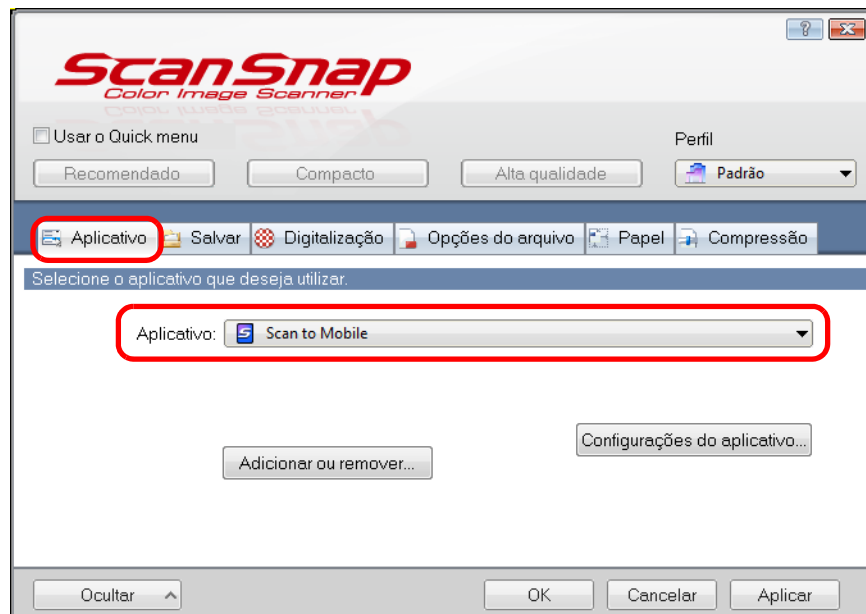 ScanSnap
Color Image Scanner
Usar o Quick menu
Perfil
Recomendado Compacto Alta qualidade Padrão
Aplicativo Salvar Digitalização Opções do arquivo Papel Compressão
Selecione o aplicativo que deseja utilizar.
Aplicativo: Scan to Mobile
Configurações do aplicativo...
Adicionar ou remover...
Ocultar OK Cancelar Aplicar